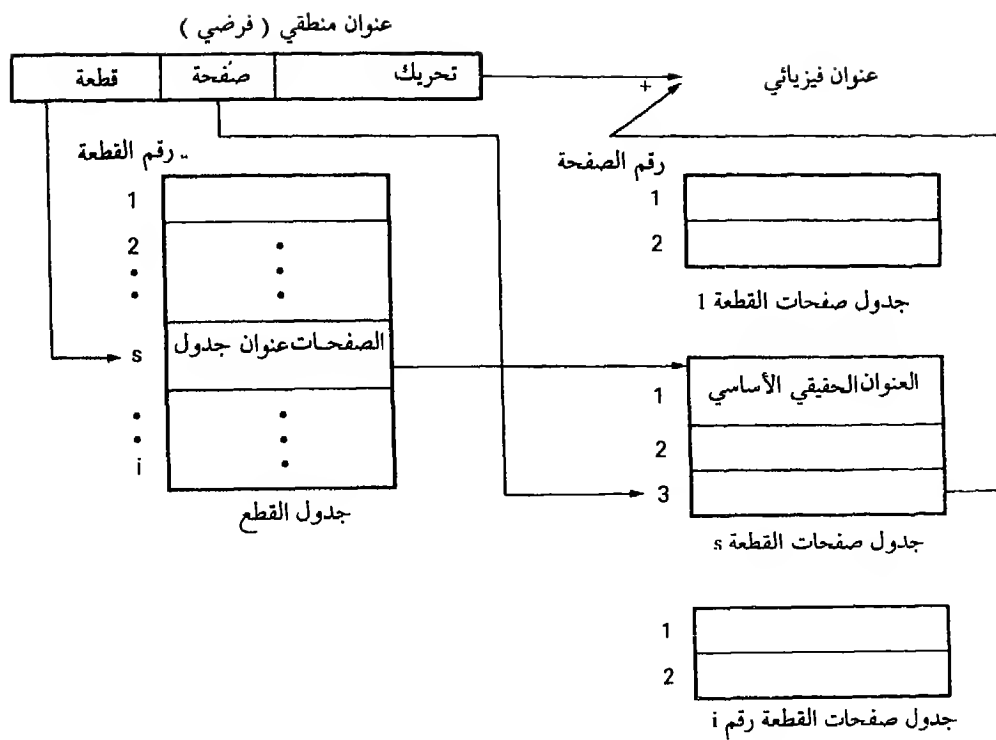 عنوان منطقي ( فرضي )
قطعة
صفحة
تحريك
+
عنوان فيزيائي
رقم القطعة
رقم الصفحة
1
2
s
i
الصفحات عنوان جدول
جدول القطع
1
2
جدول صفحات القطعة 1
1
العنوان الحقيقي الأساسي
2
3
جدول صفحات القطعة s
1
2
جدول صفحات القطعة رقم i